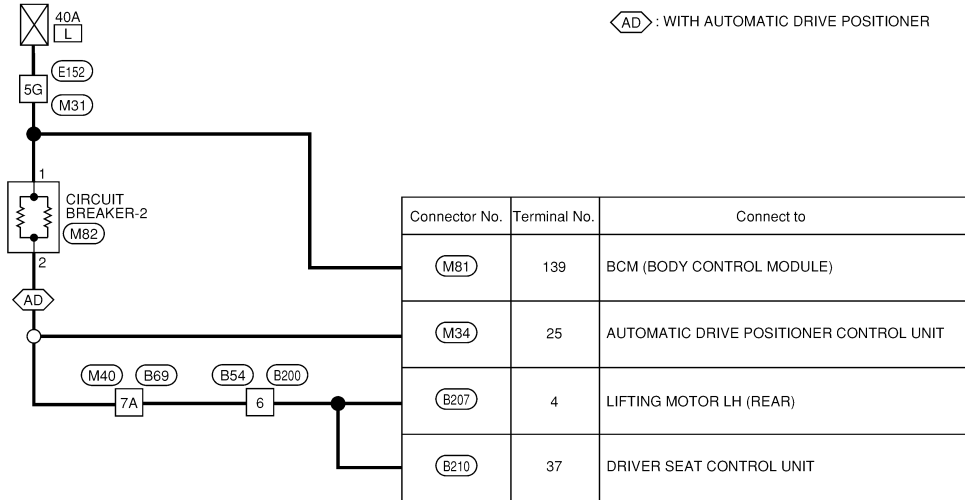 40A
L
AD : WITH AUTOMATIC DRIVE POSITIONER
E152
5G
M31
1
CIRCUIT
BREAKER-2
M82
2
AD
Connector No. Terminal No. Connect to
M81 139 BCM (BODY CONTROL MODULE)
M34 25 AUTOMATIC DRIVE POSITIONER CONTROL UNIT
M40 B69 B54 B200
7A 6
B207 4 LIFTING MOTOR LH (REAR)
B210 37 DRIVER SEAT CONTROL UNIT